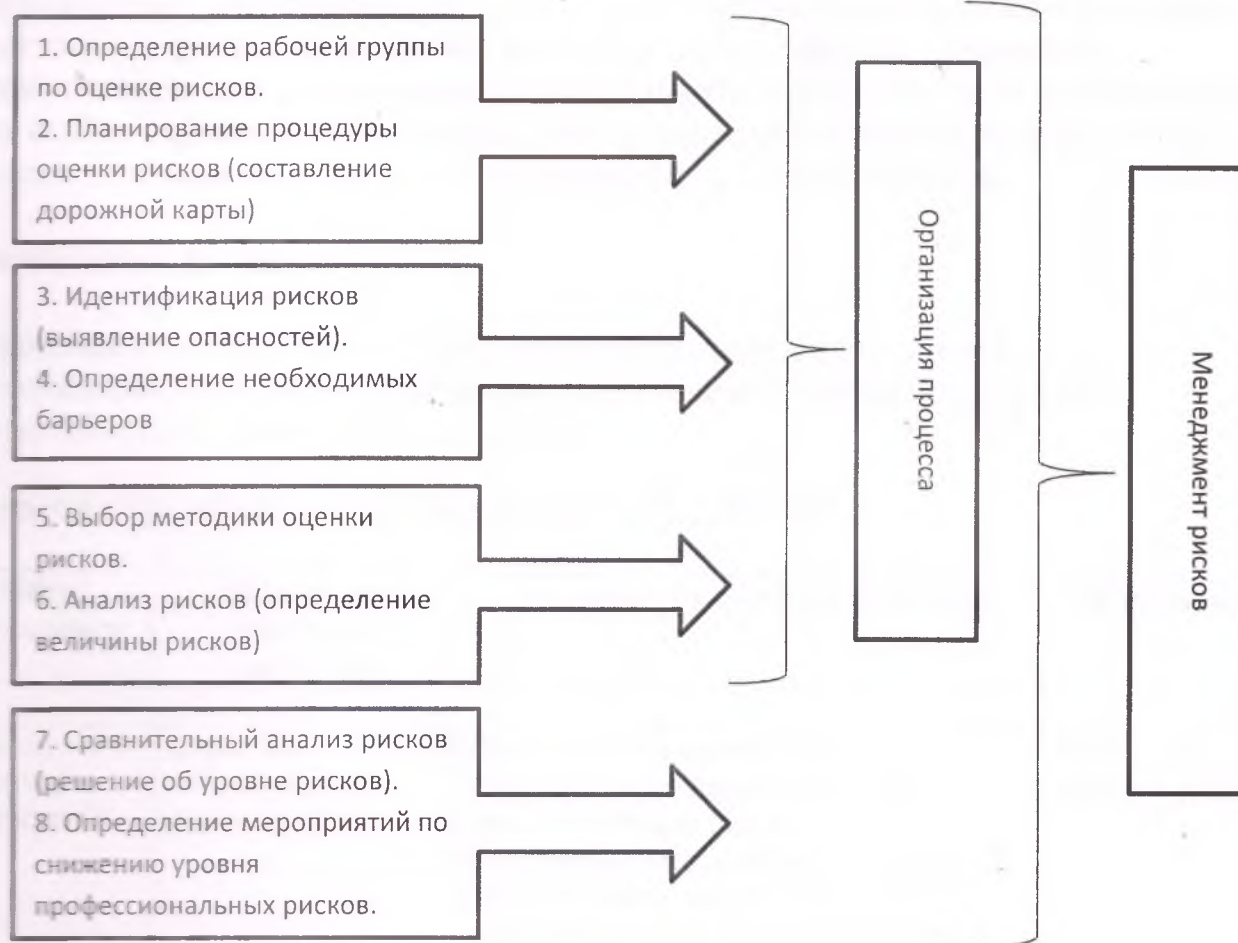 1. Определение рабочей группы
по оценке рисков.
2. Планирование процедуры
оценки рисков (составление
дорожной карты)
3. Идентификация рисков
(выявление опасностей).
4. Определение необходимых
барьеров
5. Выбор методики оценки
рисков.
6. Анализ рисков (определение
величины рисков)
7. Сравнительный анализ рисков
(решение об уровне рисков).
8. Определение мероприятий по
снижению уровня
профессиональных рисков.
Организация процесса
Менеджмент рисков